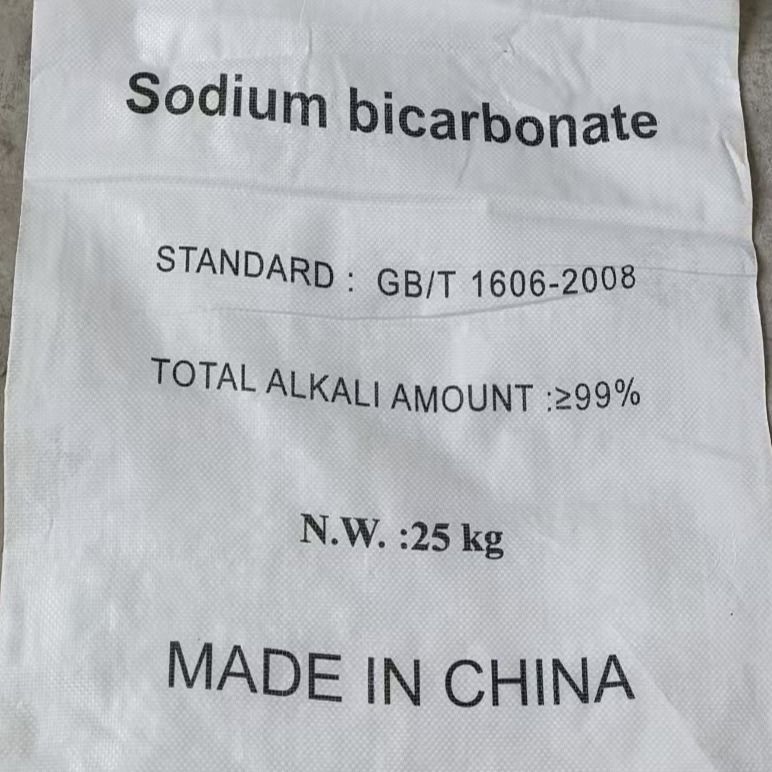 Sodium bicarbonate
STANDARD : GB/T 1606-2008
TOTAL ALKALI AMOUNT :≥99%
N.W. :25 kg
MADE IN CHINA